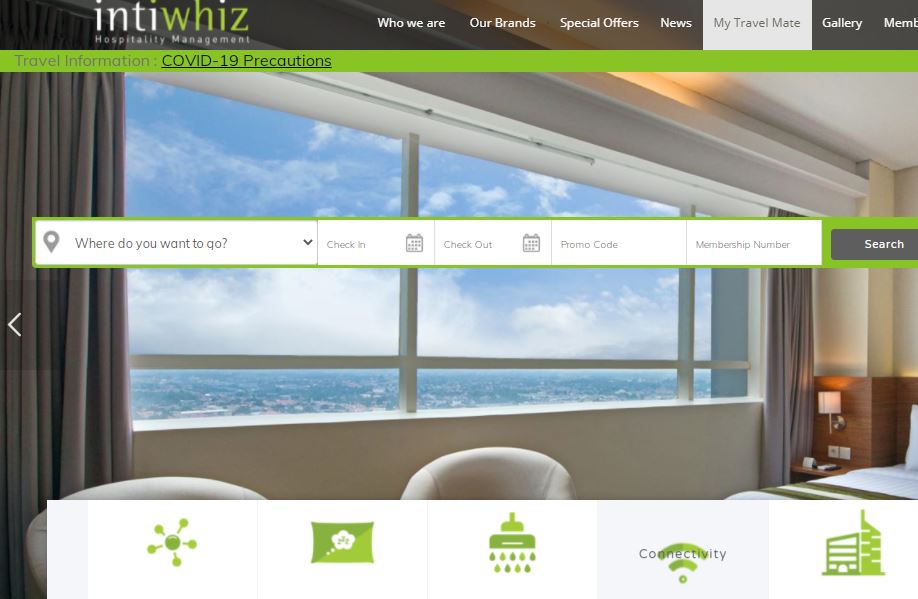 intiwhiz
Hospitality Management
Who we are Our Brands Special Offers News My Travel Mate Gallery Memb
Travel Information : COVID-19 Precautions
Where do you want to go? Check In Check Out Promo Code Membership Number Search
Connectivity